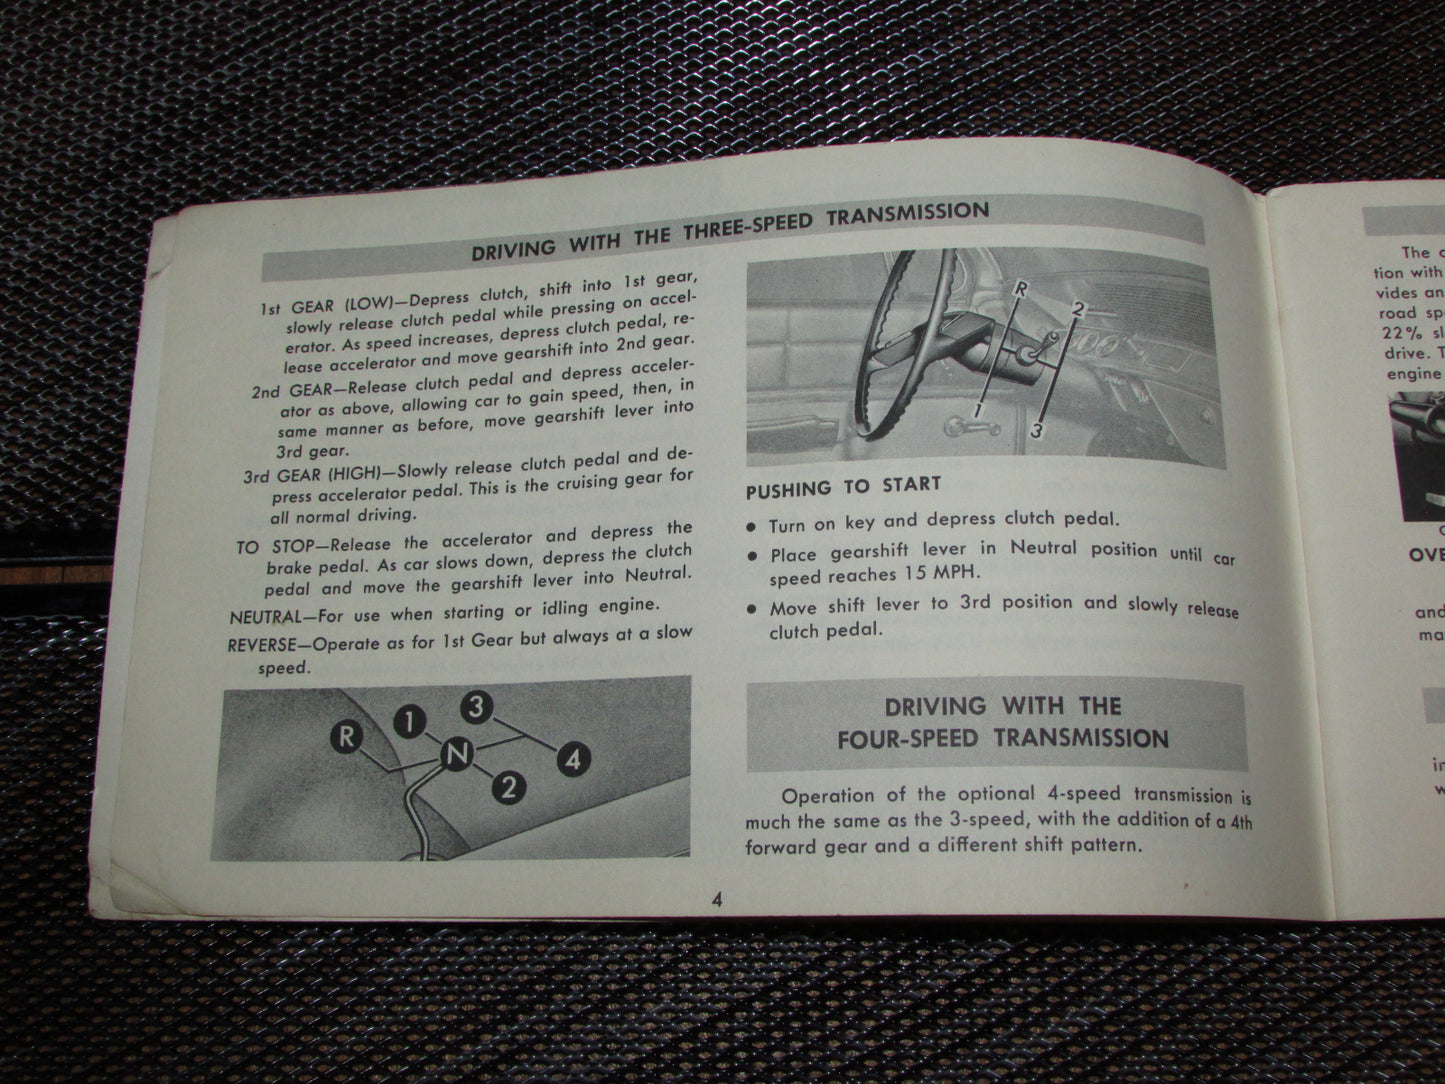 DRIVING WITH THE THREE-SPEED TRANSMISSION
1st GEAR (LOW)—Depress clutch, shift into 1st gear,
slowly release clutch pedal while pressing on accel-
erator. As speed increases, depress clutch pedal, re-
lease accelerator and move gearshift into 2nd gear.
2nd GEAR—Release clutch pedal and depress acceler-
ator as above, allowing car to gain speed, then, in
same manner as before, move gearshift lever into
3rd gear.
3rd GEAR (HIGH)—Slowly release clutch pedal and de-
press accelerator pedal. This is the cruising gear for
all normal driving.
TO STOP—Release the accelerator and depress the
brake pedal. As car slows down, depress the clutch
pedal and move the gearshift lever into Neutral.
NEUTRAL—For use when starting or idling engine.
REVERSE—Operate as for 1st Gear but always at a slow
speed.
R 1 3
N
2 4
R 2
1 3
PUSHING TO START
• Turn on key and depress clutch pedal.
• Place gearshift lever in Neutral position until car
speed reaches 15 MPH.
• Move shift lever to 3rd position and slowly release
clutch pedal.
DRIVING WITH THE
FOUR-SPEED TRANSMISSION
Operation of the optional 4-speed transmission is
much the same as the 3-speed, with the addition of a 4th
forward gear and a different shift pattern.
4
The
tion with
vides an
road sp
22% sl
drive. T
engine
OVE
and
ma